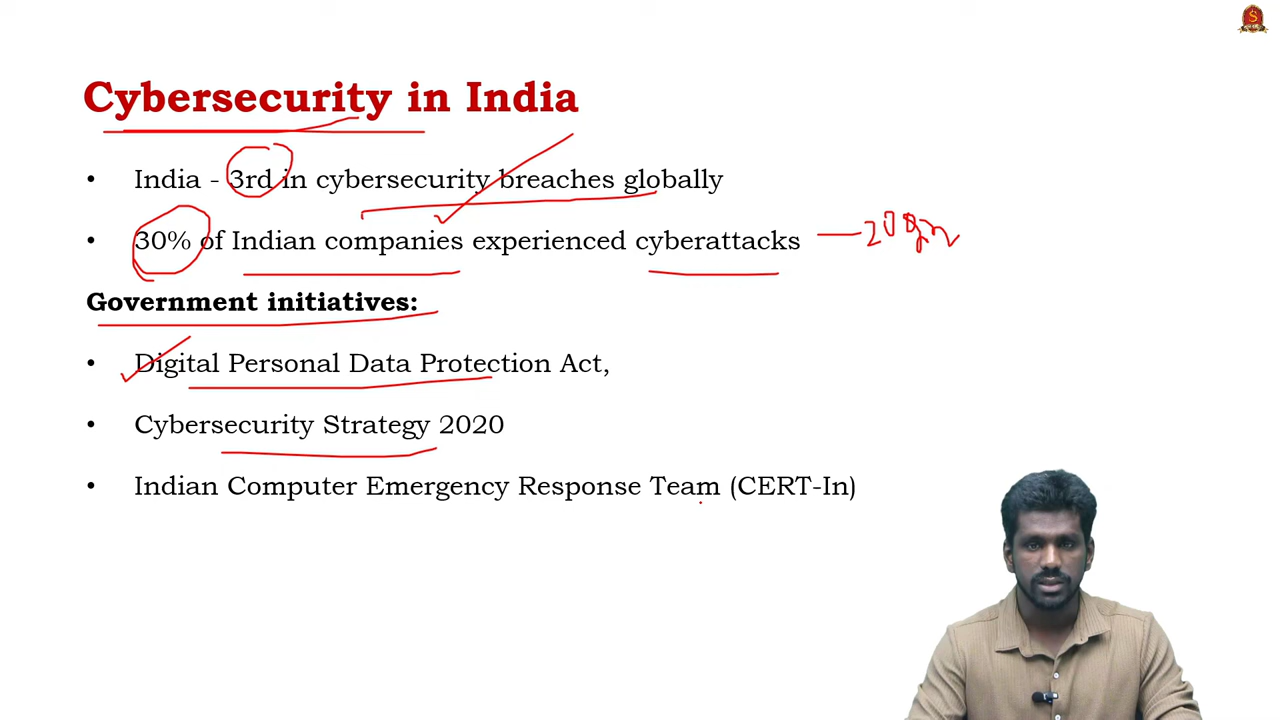 Cybersecurity in India
• India - 3rd in cybersecurity breaches globally
• 30% of Indian companies experienced cyberattacks
Government initiatives:
• Digital Personal Data Protection Act,
• Cybersecurity Strategy 2020
• Indian Computer Emergency Response Team (CERT-In)